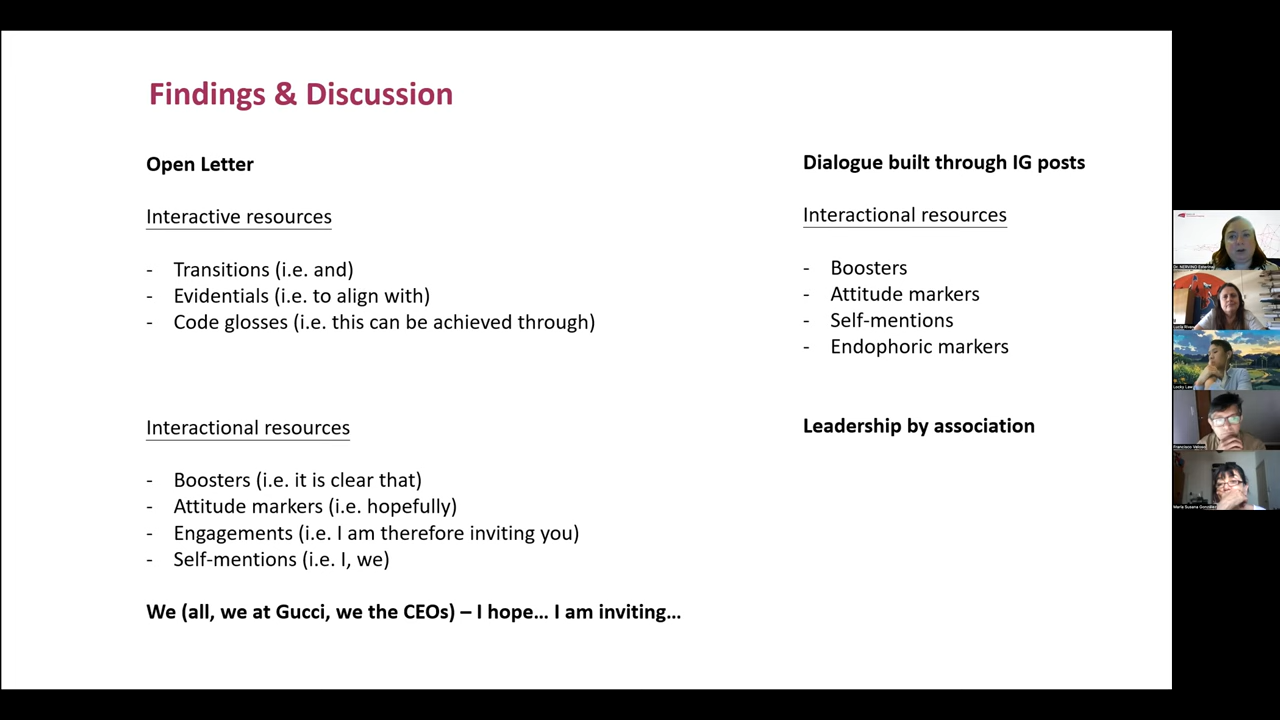 Findings & Discussion
Open Letter
Interactive resources
- Transitions (i.e. and)
- Evidentials (i.e. to align with)
- Code glosses (i.e. this can be achieved through)
Interactional resources
- Boosters (i.e. it is clear that)
- Attitude markers (i.e. hopefully)
- Engagements (i.e. I am therefore inviting you)
- Self-mentions (i.e. I, we)
We (all, we at Gucci, we the CEOs) – I hope… I am inviting…
Dialogue built through IG posts
Interactional resources
- Boosters
- Attitude markers
- Self-mentions
- Endophoric markers
Leadership by association
Locky Law